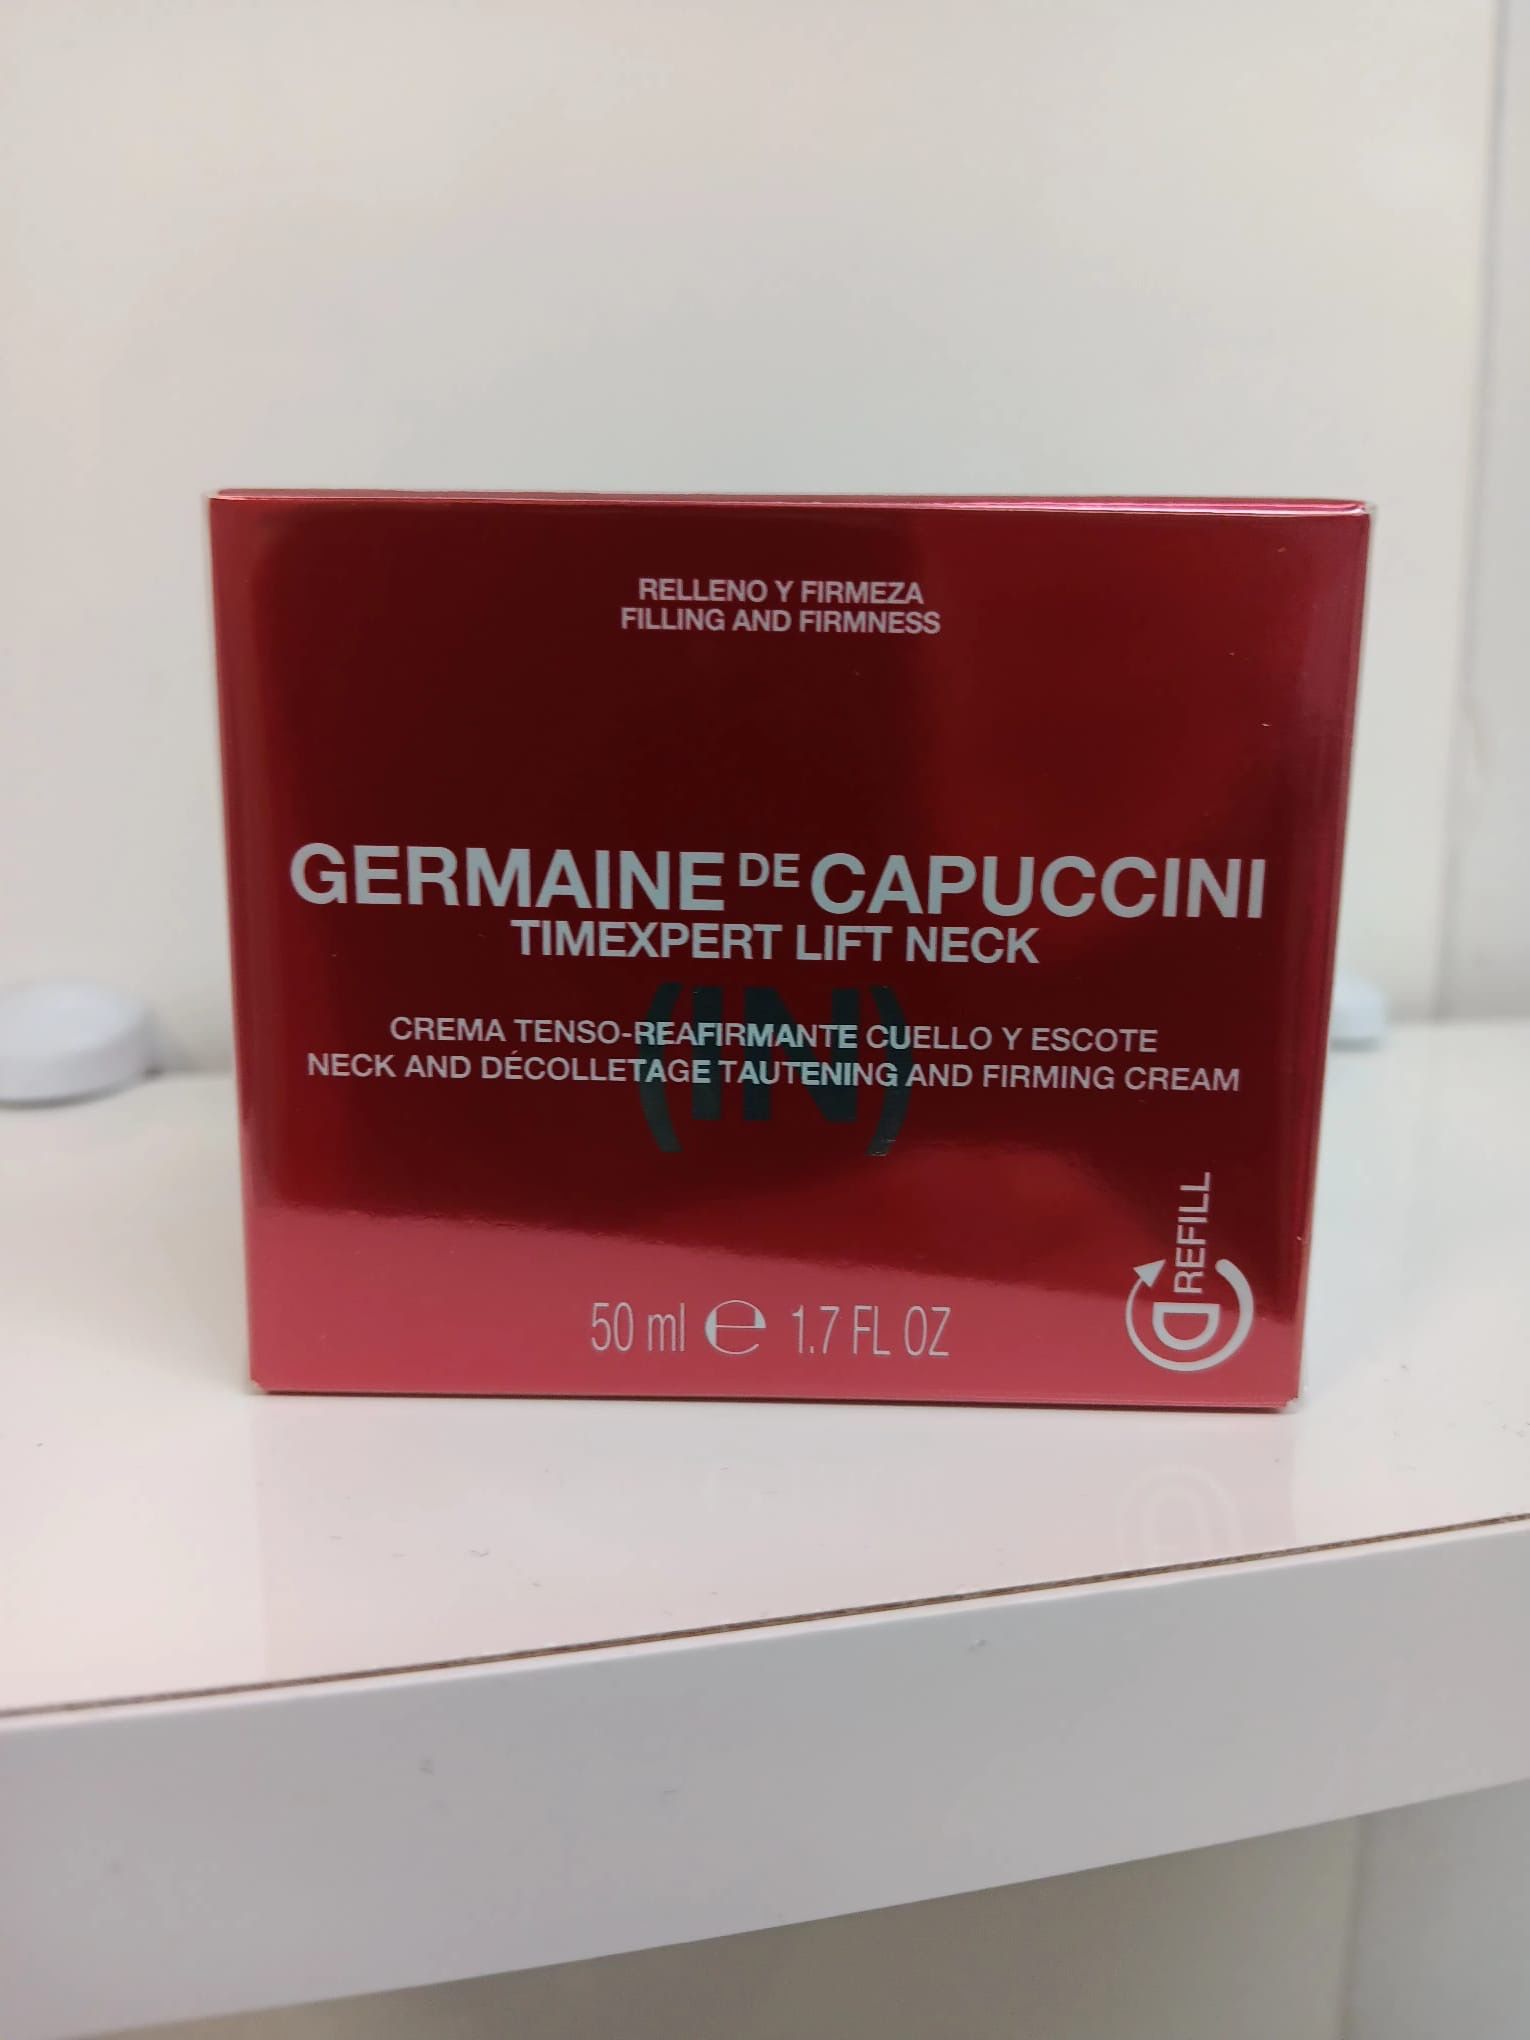 RELLENO Y FIRMEZA
FILLING AND FIRMNESS
GERMAINE DE CAPUCCINI
TIMEXPERT LIFT NECK
(IN)
CREMA TENSO-REAFIRMANTE CUELLO Y ESCOTE
NECK AND DÉCOLLETAGE TAUTENING AND FIRMING CREAM
REFILL
50 ml e 1.7 FL OZ